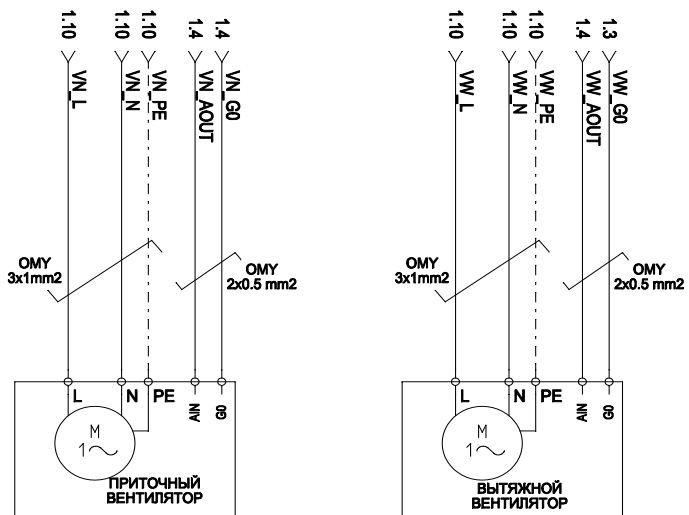 1.10
1.10
1.10
1.4
1.4
1.10
1.10
1.10
1.4
1.3
VN_L
VN_N
VN_PE
VN_AOUT
VN_G0
VW_L
VW_N
VW_PE
VW_AOUT
VW_G0
OMY
3x1mm2
OMY
2x0.5 mm2
OMY
3x1mm2
OMY
2x0.5 mm2
L
N
PE
AIN
G0
L
N
PE
AIN
G0
M
1
ПРИТОЧНЫЙ
ВЕНТИЛЯТОР
M
1
ВЫТЯЖНОЙ
ВЕНТИЛЯТОР